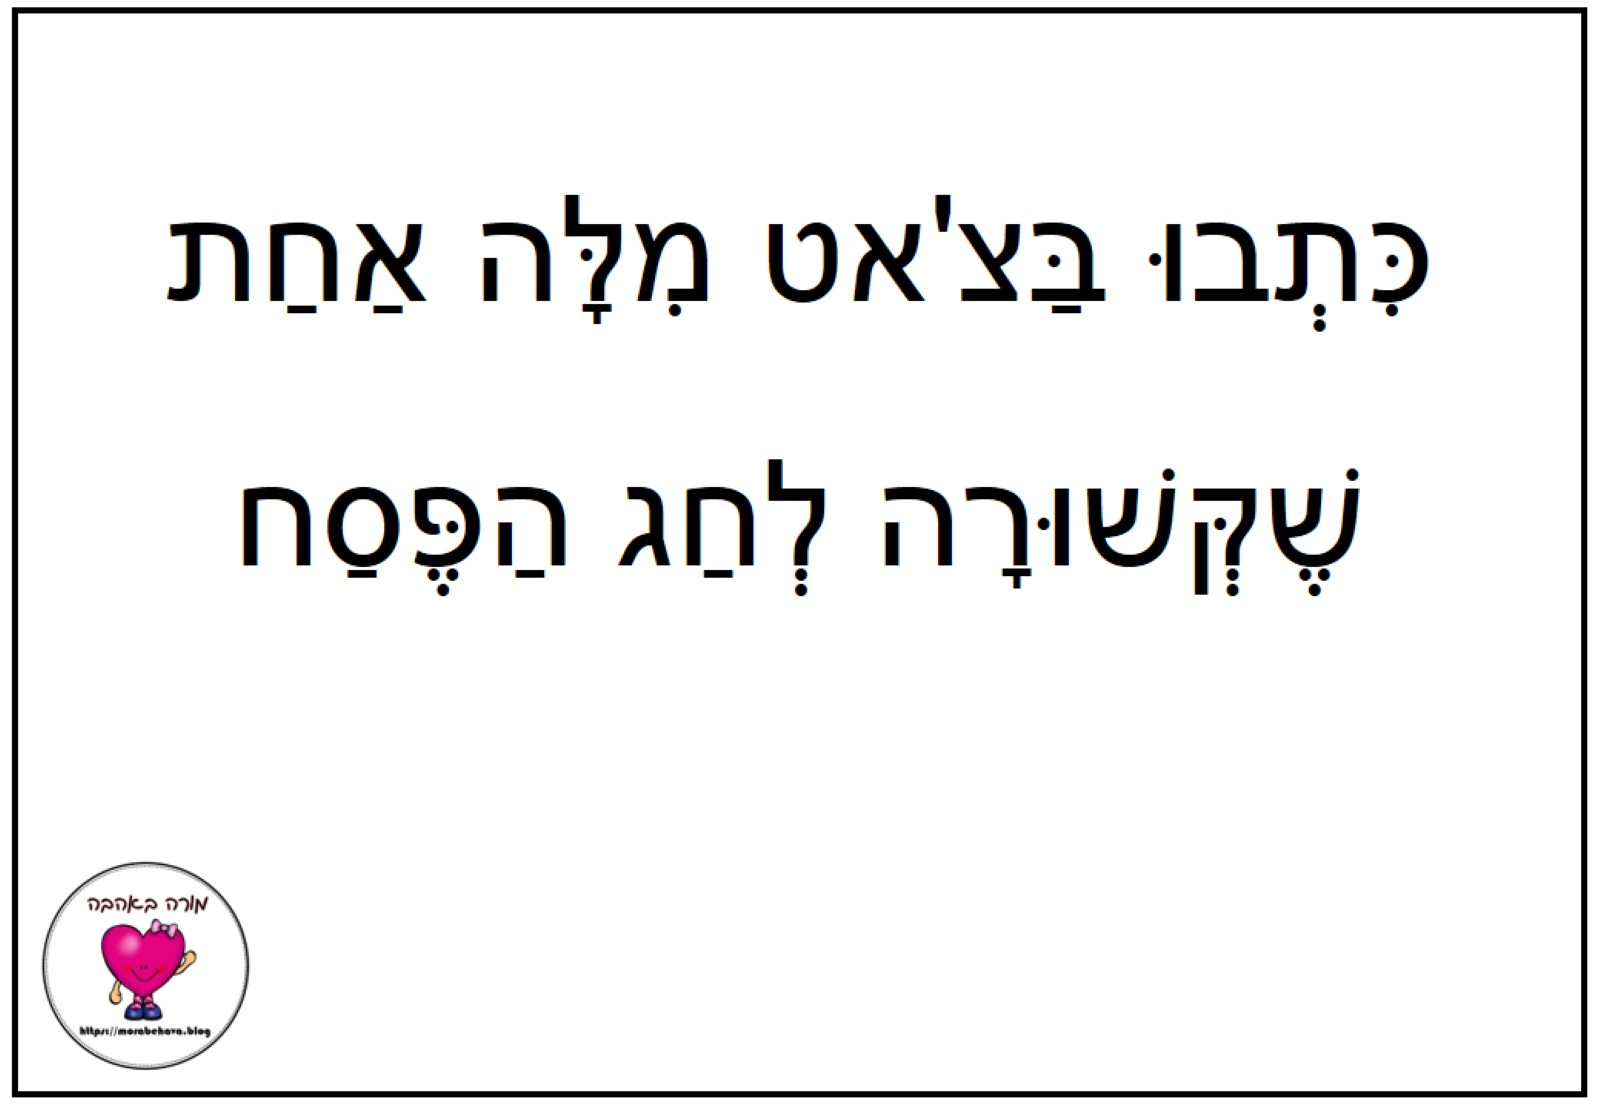 כִּתְבוּ בַּצ'אט מִלָּה אַחַת
שֶׁקְּשׁוּרָה לְחַג הַפֶּסַח
מורה באהבה
https://morabehava.blog